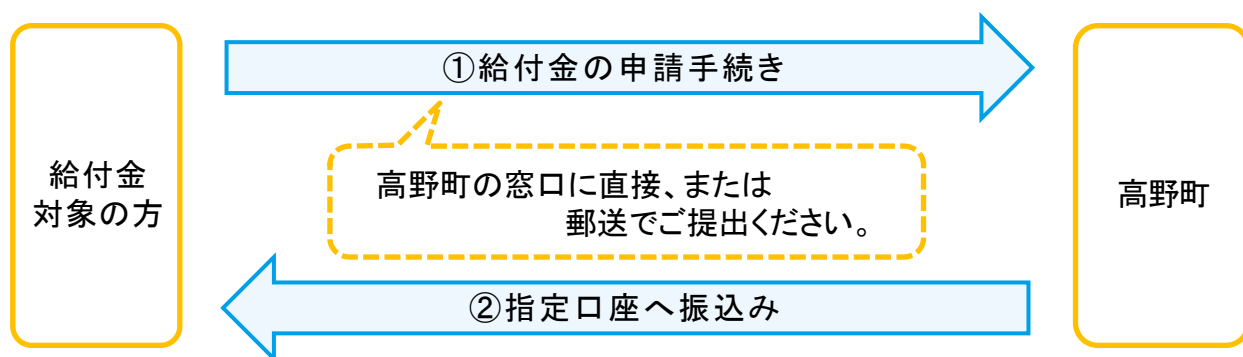 ①給付金の申請手続き
給付金
対象の方
高野町の窓口に直接、または
郵送でご提出ください。
高野町
②指定口座へ振込み